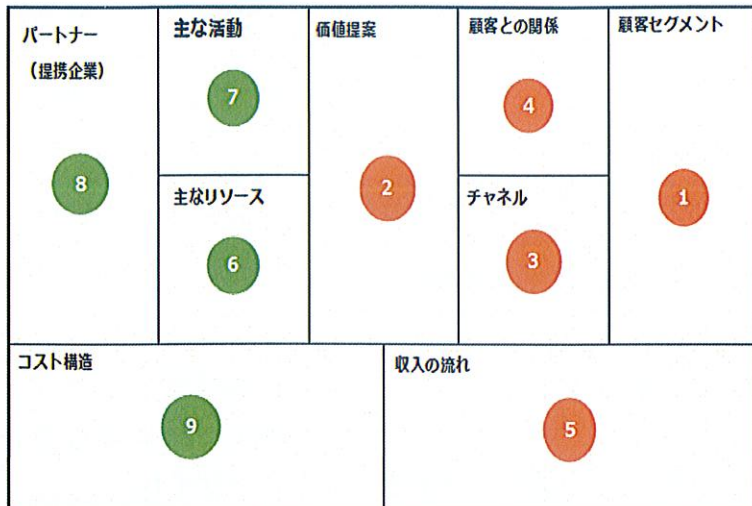 パートナー
（提携企業）
8
主な活動
7
主なリソース
6
価値提案
2
顧客との関係
4
チャネル
3
顧客セグメント
1
コスト構造
9
収入の流れ
5